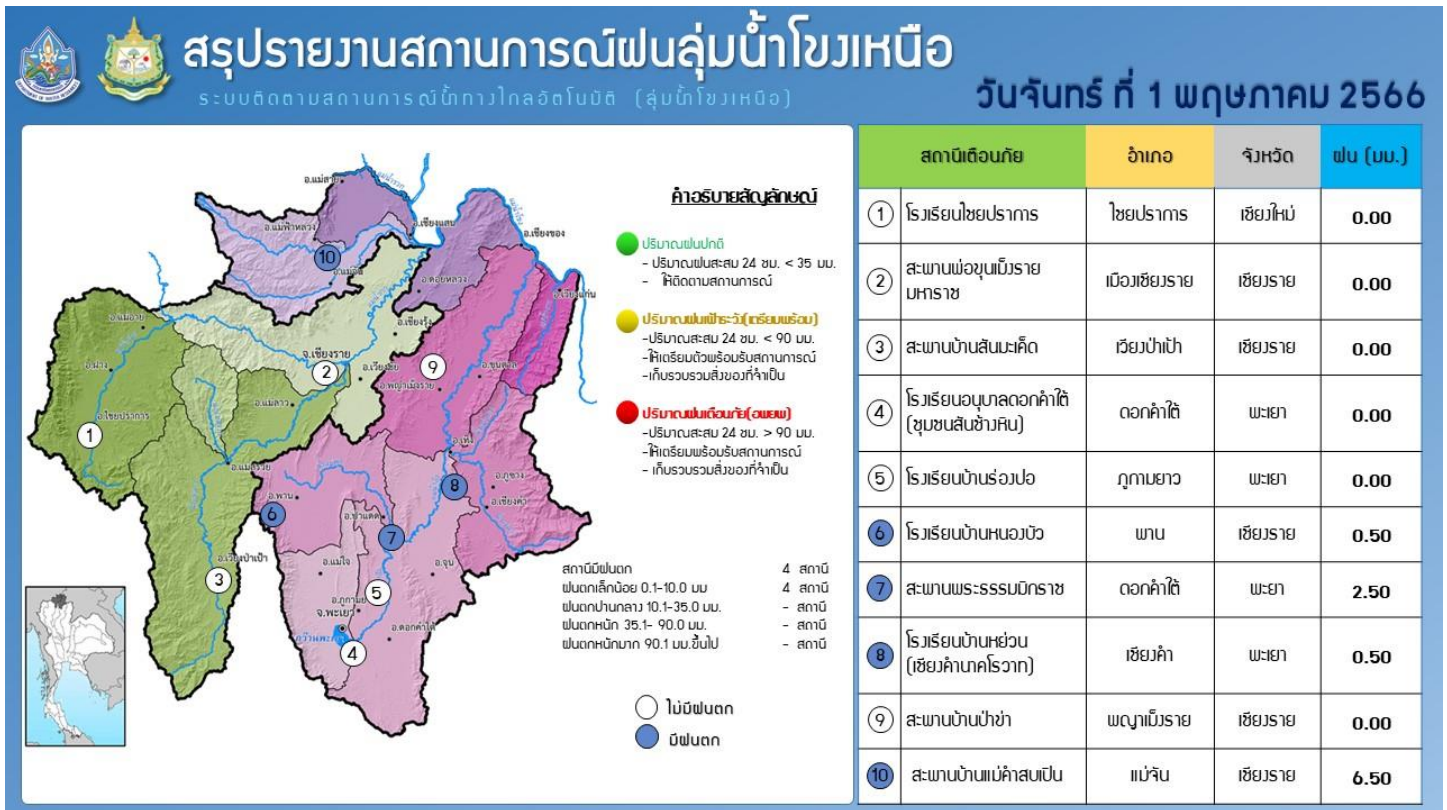 สรุปรายงานสถานการณ์ฝนลุ่มน้ำโขงเหนือ
ระบบติดตามสถานการณ์น้ำทางไกลอัตโนมัติ (ลุ่มน้ำโขงเหนือ)
วันจันทร์ ที่ 1 พฤษภาคม 2566
อ.แม่สาย
อ.แม่ฟ้าหลวง
อ.เชียงแสน
อ.เชียงของ
10
อ.แม่จัน
อ.ดอยหลวง
อ.เวียงแก่น
อ.แม่อาย
อ.เชียงรุ้ง
จ.เชียงราย
2
9
อ.ฝาง
อ.เวียงชัย
อ.พญาเม็งราย
อ.ขุนตาล
อ.ไชยปราการ
อ.แม่ลาว
1
อ.เทิง
อ.แม่สรวย
8
อ.ภูซาง
อ.เชียงคำ
อ.พาน
6
อ.ป่าแดด
7
อ.เวียงป่าเป้า
3
อ.แม่ใจ
อ.จุน
5
อ.ภูกามยาว
จ.พะเยา
กว๊านพะเยา
อ.ดอกคำใต้
4
คำอธิบายสัญลักษณ์
ปริมาณฝนปกติ
- ปริมาณฝนสะสม 24 ชม. < 35 มม.
- ให้ติดตามสถานการณ์
ปริมาณฝนเฝ้าระวัง(เตรียมพร้อม)
-ปริมาณสะสม 24 ชม. < 90 มม.
-ให้เตรียมตัวพร้อมรับสถานการณ์
-เก็บรวบรวมสิ่งของที่จำเป็น
ปริมาณฝนเตือนภัย(อพยพ)
-ปริมาณสะสม 24 ชม. > 90 มม.
-ให้เตรียมพร้อมรับสถานการณ์
- เก็บรวบรวมสิ่งของที่จำเป็น
สถานีมีฝนตก 4 สถานี
ฝนตกเล็กน้อย 0.1-10.0 มม 4 สถานี
ฝนตกปานกลาง 10.1-35.0 มม. - สถานี
ฝนตกหนัก 35.1- 90.0 มม. - สถานี
ฝนตกหนักมาก 90.1 มม.ขึ้นไป - สถานี
ไม่มีฝนตก
มีฝนตก
สถานีเตือนภัย อำเภอ จังหวัด ฝน (มม.)
1 โรงเรียนไชยปราการ ไชยปราการ เชียงใหม่ 0.00
2 สะพานพ่อขุนเม็งราย
มหาราช เมืองเชียงราย เชียงราย 0.00
3 สะพานบ้านสันมะเค็ด เวียงป่าเป้า เชียงราย 0.00
4 โรงเรียนอนุบาลดอกคำใต้
(ชุมชนสันช้างหิน) ดอกคำใต้ พะเยา 0.00
5 โรงเรียนบ้านร่องปอ ภูกามยาว พะเยา 0.00
6 โรงเรียนบ้านหนองบัว พาน เชียงราย 0.50
7 สะพานพระธรรมมิกราช ดอกคำใต้ พะเยา 2.50
8 โรงเรียนบ้านหย่วน
(เชียงคำนาคโรวาท) เชียงคำ พะเยา 0.50
9 สะพานบ้านป่าข่า พญาเม็งราย เชียงราย 0.00
10 สะพานบ้านแม่คำสบเปิน แม่จัน เชียงราย 6.50